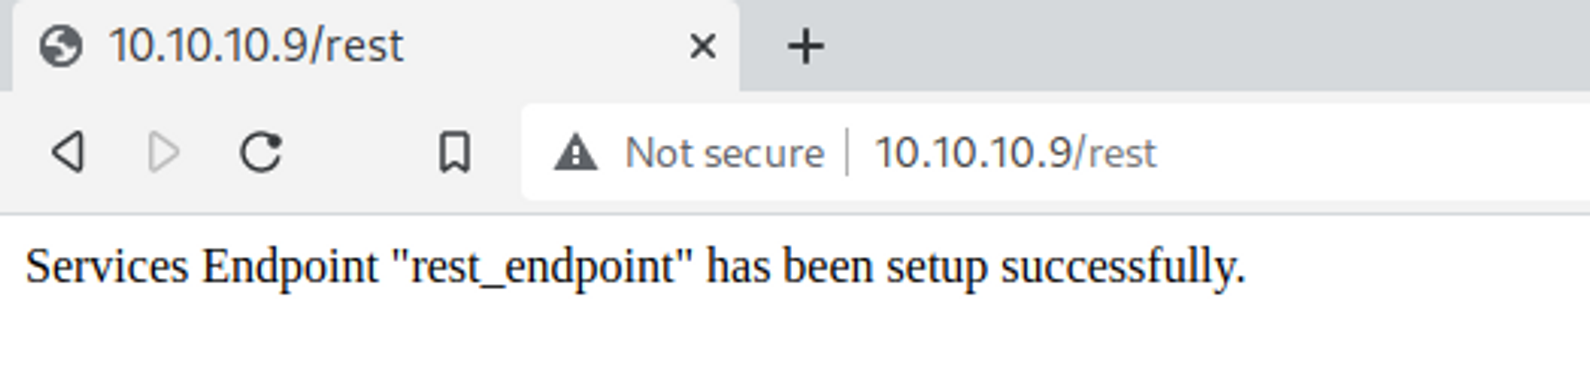 10.10.10.9/rest
Not secure 10.10.10.9/rest
Services Endpoint "rest_endpoint" has been setup successfully.